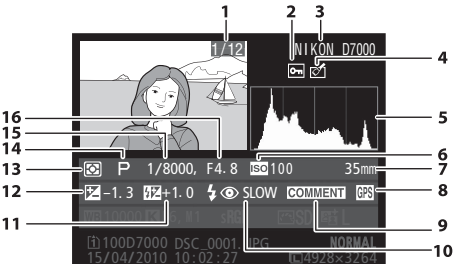 1 2 3
1/12 NIKON D7000
4
5
16
15
14
13 P 1/8000, F4.8 ISO 100 35mm
6
7
12 -1.3 +1.0 SLOW COMMENT GPS
8
11 10 9
100D7000 DSC_0001.JPG NORMAL
15/04/2010 10:02:27 L 4928×3264